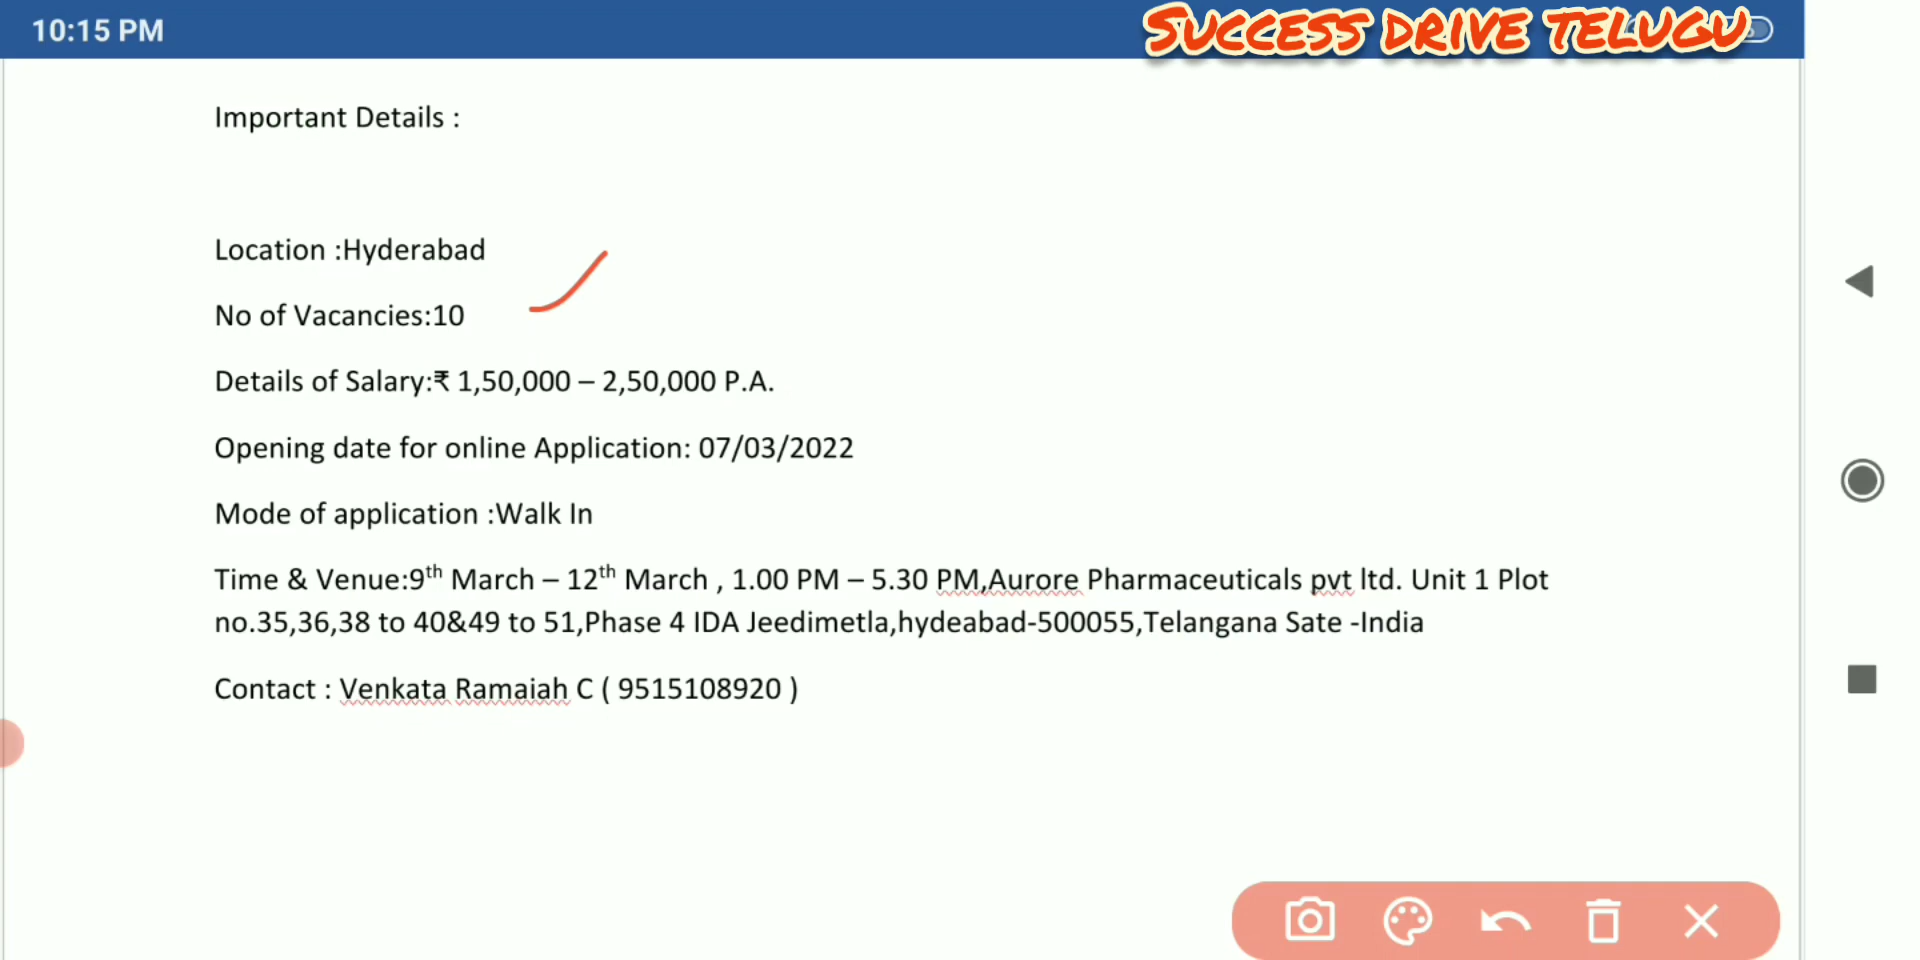 10:15 PM
SUCCESS DRIVE TELUGU
Important Details :
Location :Hyderabad
No of Vacancies:10
Details of Salary:₹ 1,50,000 – 2,50,000 P.A.
Opening date for online Application: 07/03/2022
Mode of application :Walk In
Time & Venue:9th March – 12th March , 1.00 PM – 5.30 PM,Aurore Pharmaceuticals pvt ltd. Unit 1 Plot
no.35,36,38 to 40&49 to 51,Phase 4 IDA Jeedimetla,hydeabad-500055,Telangana Sate -India
Contact : Venkata Ramaiah C ( 9515108920 )